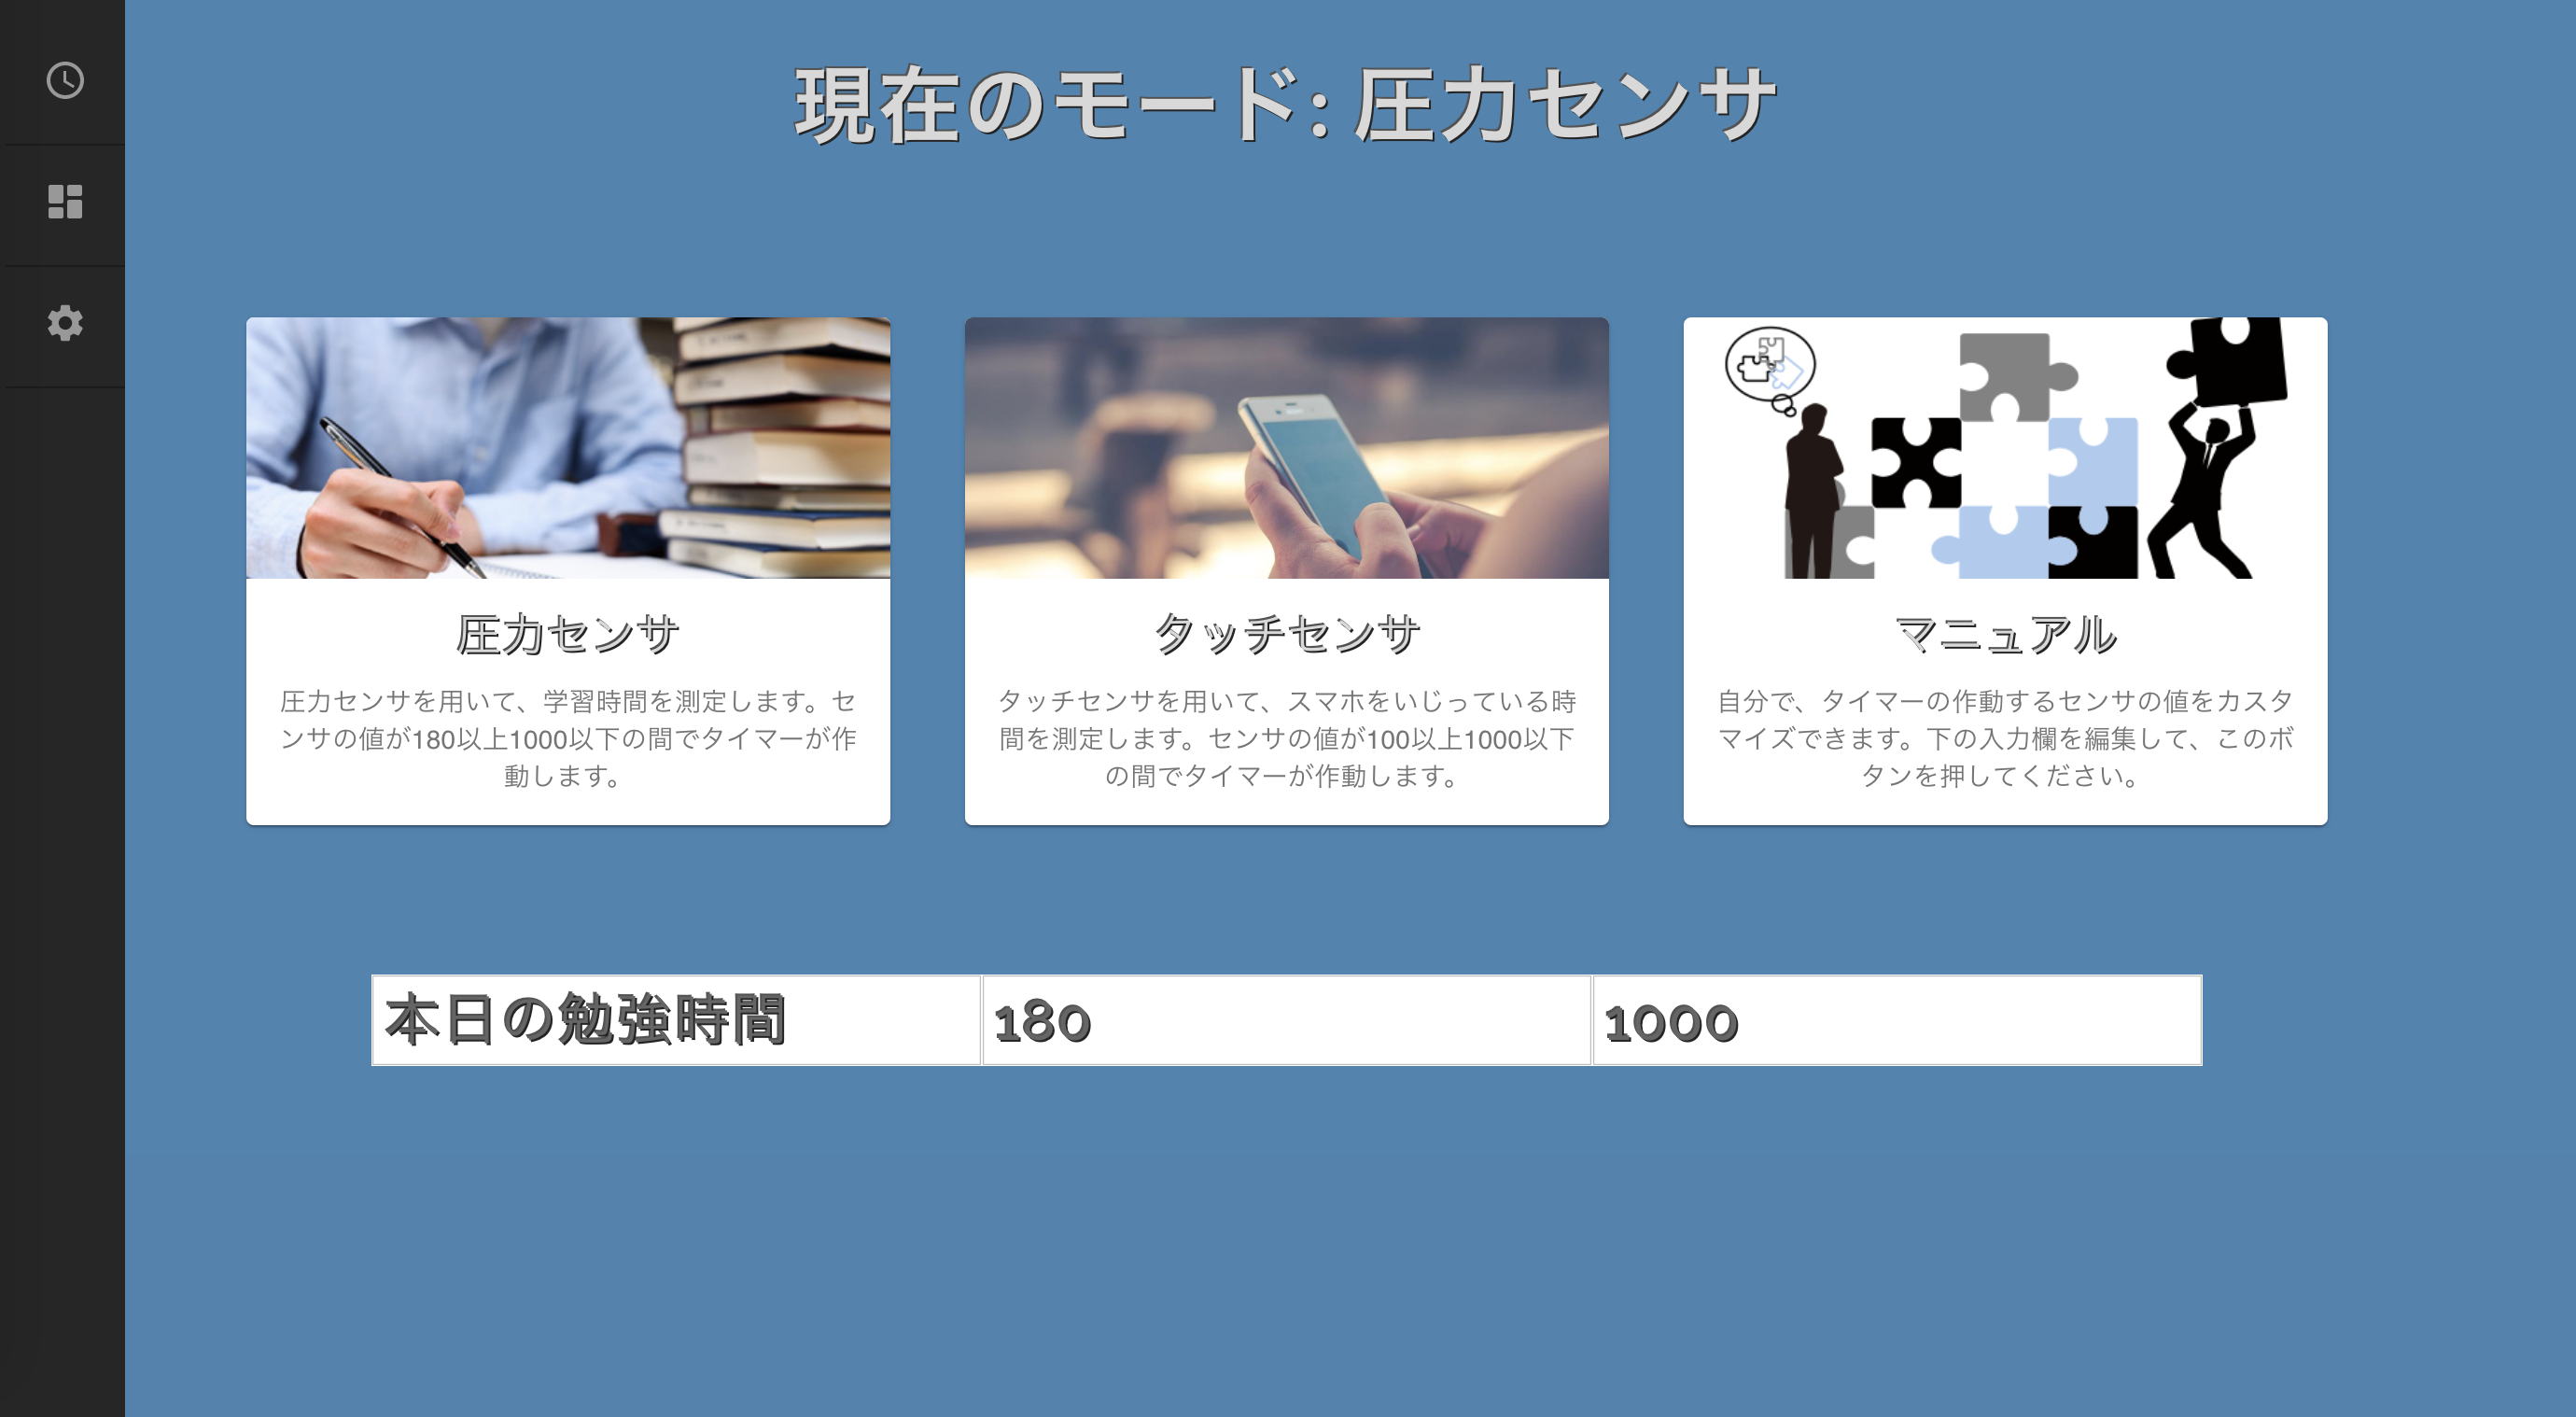 現在のモード: 圧力センサ
圧力センサ
圧力センサを用いて、学習時間を測定します。セ
ンサの値が180以上1000以下の間でタイマーが作
動します。
タッチセンサ
タッチセンサを用いて、スマホをいじっている時
間を測定します。センサの値が100以上1000以下
の間でタイマーが作動します。
マニュアル
自分で、タイマーの作動するセンサの値をカスタ
マイズできます。下の入力欄を編集して、このボ
タンを押してください。
本日の勉強時間
180
1000